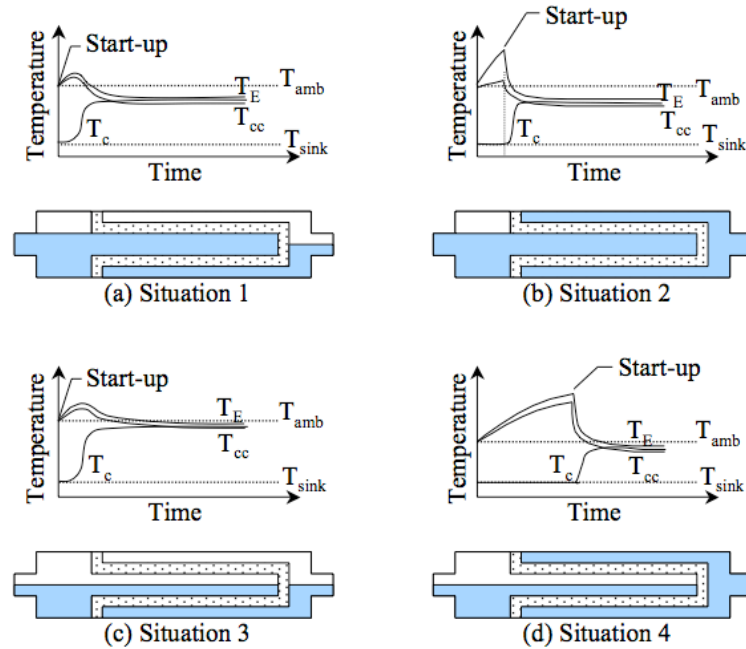 Start-up
Temperature
T_E
T_amb
T_cc
T_c
T_sink
Time
(a) Situation 1
Start-up
Temperature
T_E
T_amb
T_cc
T_c
T_sink
Time
(b) Situation 2
Start-up
Temperature
T_E
T_amb
T_cc
T_c
T_sink
Time
(c) Situation 3
Start-up
Temperature
T_E
T_amb
T_c
T_cc
T_sink
Time
(d) Situation 4